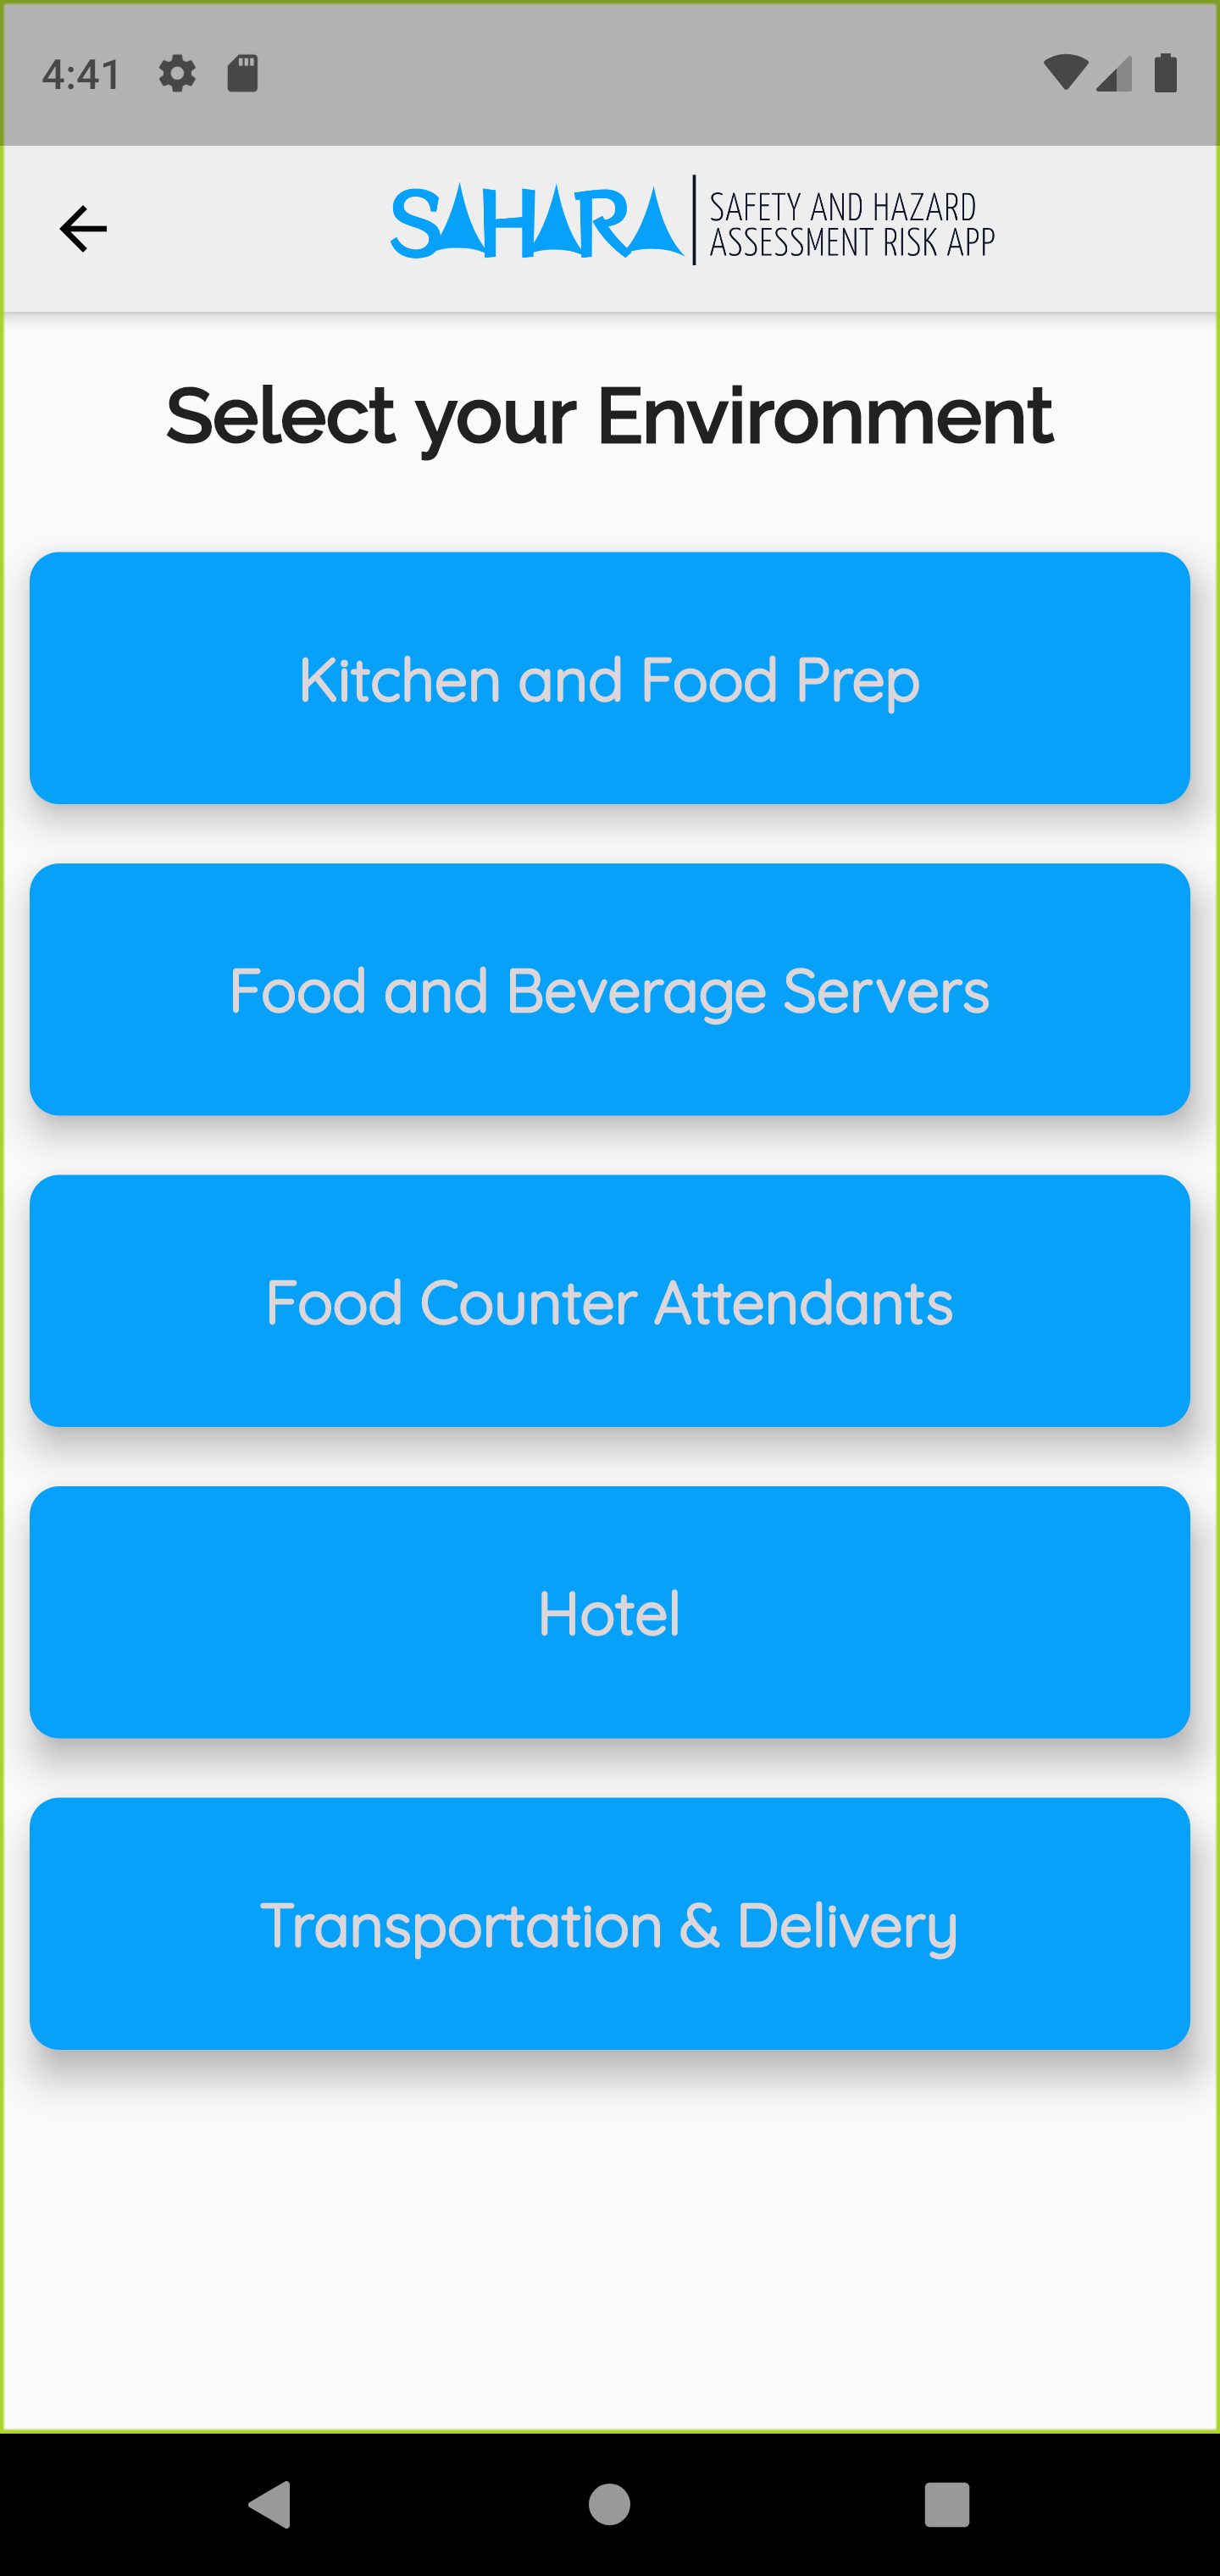 4:41
SAHARA
SAFETY AND HAZARD
ASSESSMENT RISK APP
Select your Environment
Kitchen and Food Prep
Food and Beverage Servers
Food Counter Attendants
Hotel
Transportation & Delivery